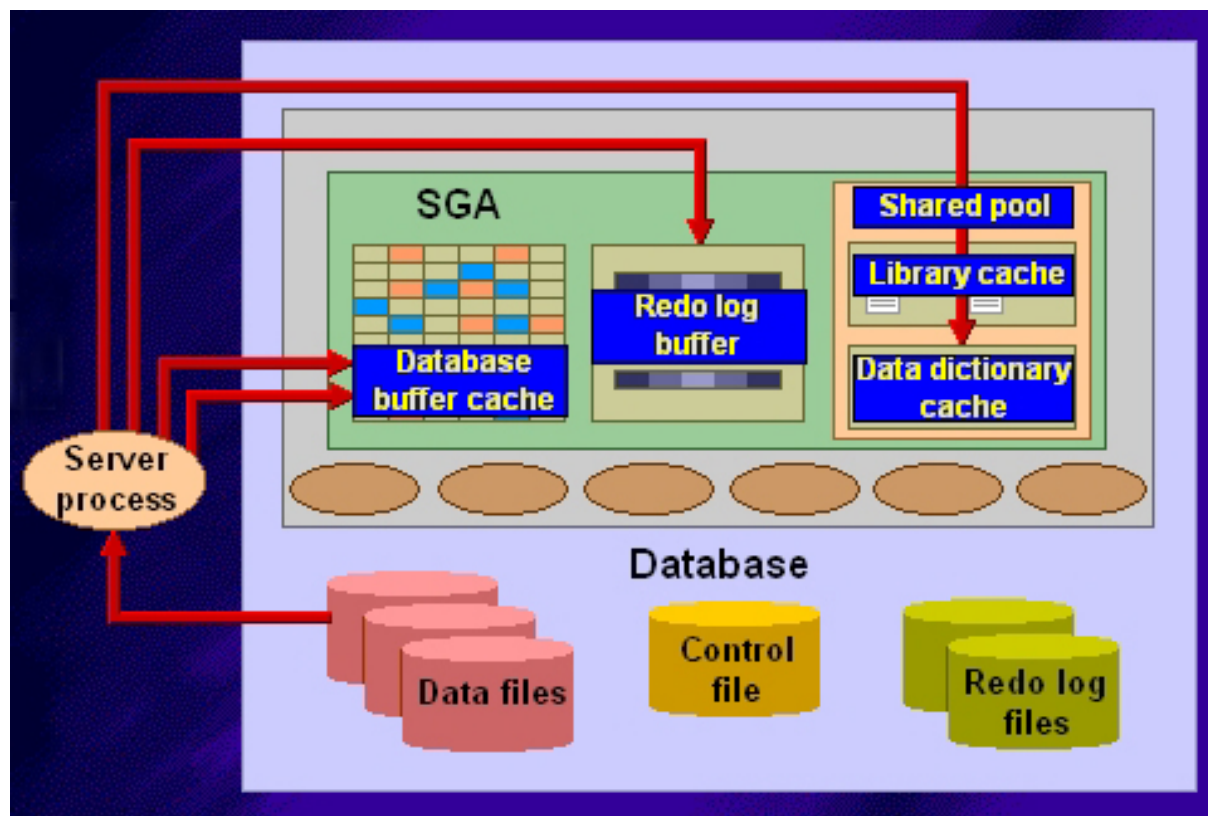 SGA
Shared pool
Library cache
Redo log
buffer
Database
buffer cache
Data dictionary
cache
Server
process
Database
Data files
Control
file
Redo log
files